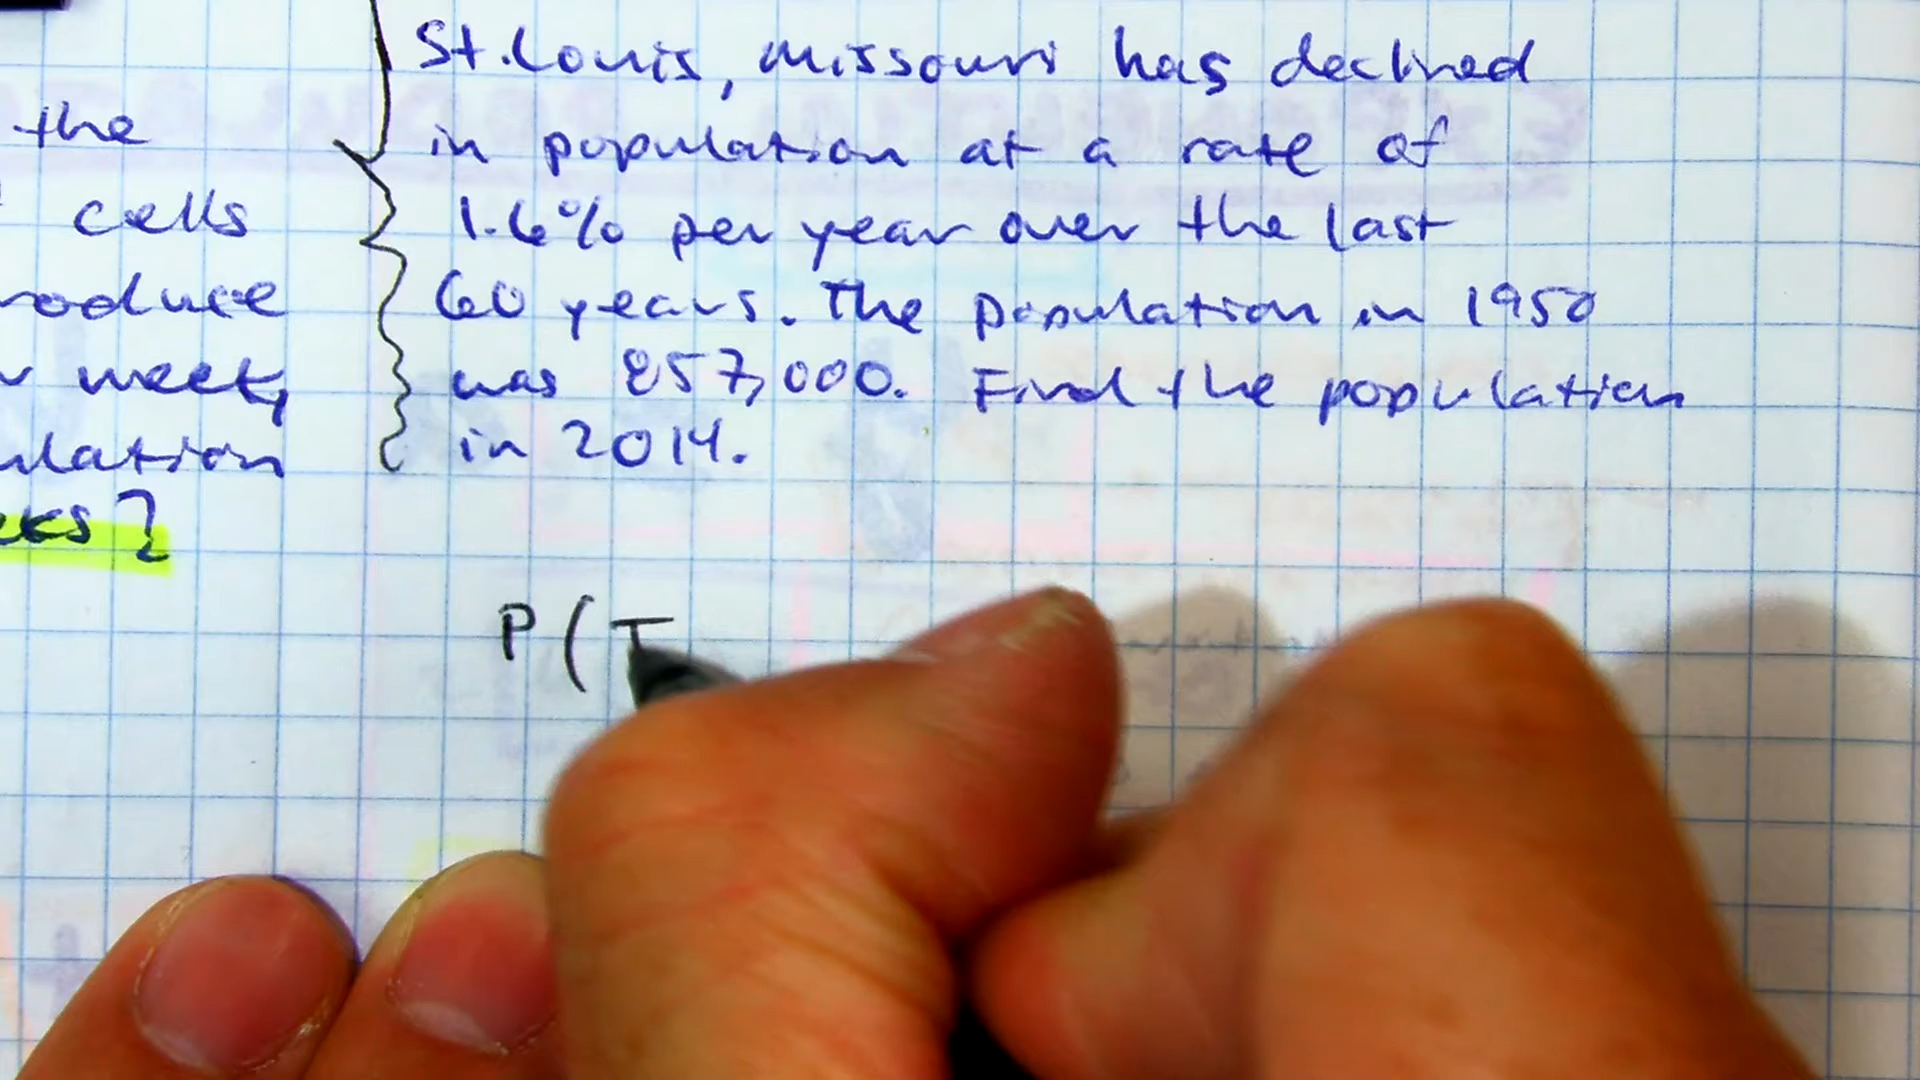 the
cells
roduce
meet,
ulation
eks?
St. Louis, Missouri has declined
in population at a rate of
1.6% per year over the last
60 years. The population in 1950
was 857,000. Find the population
in 2014.
P(T